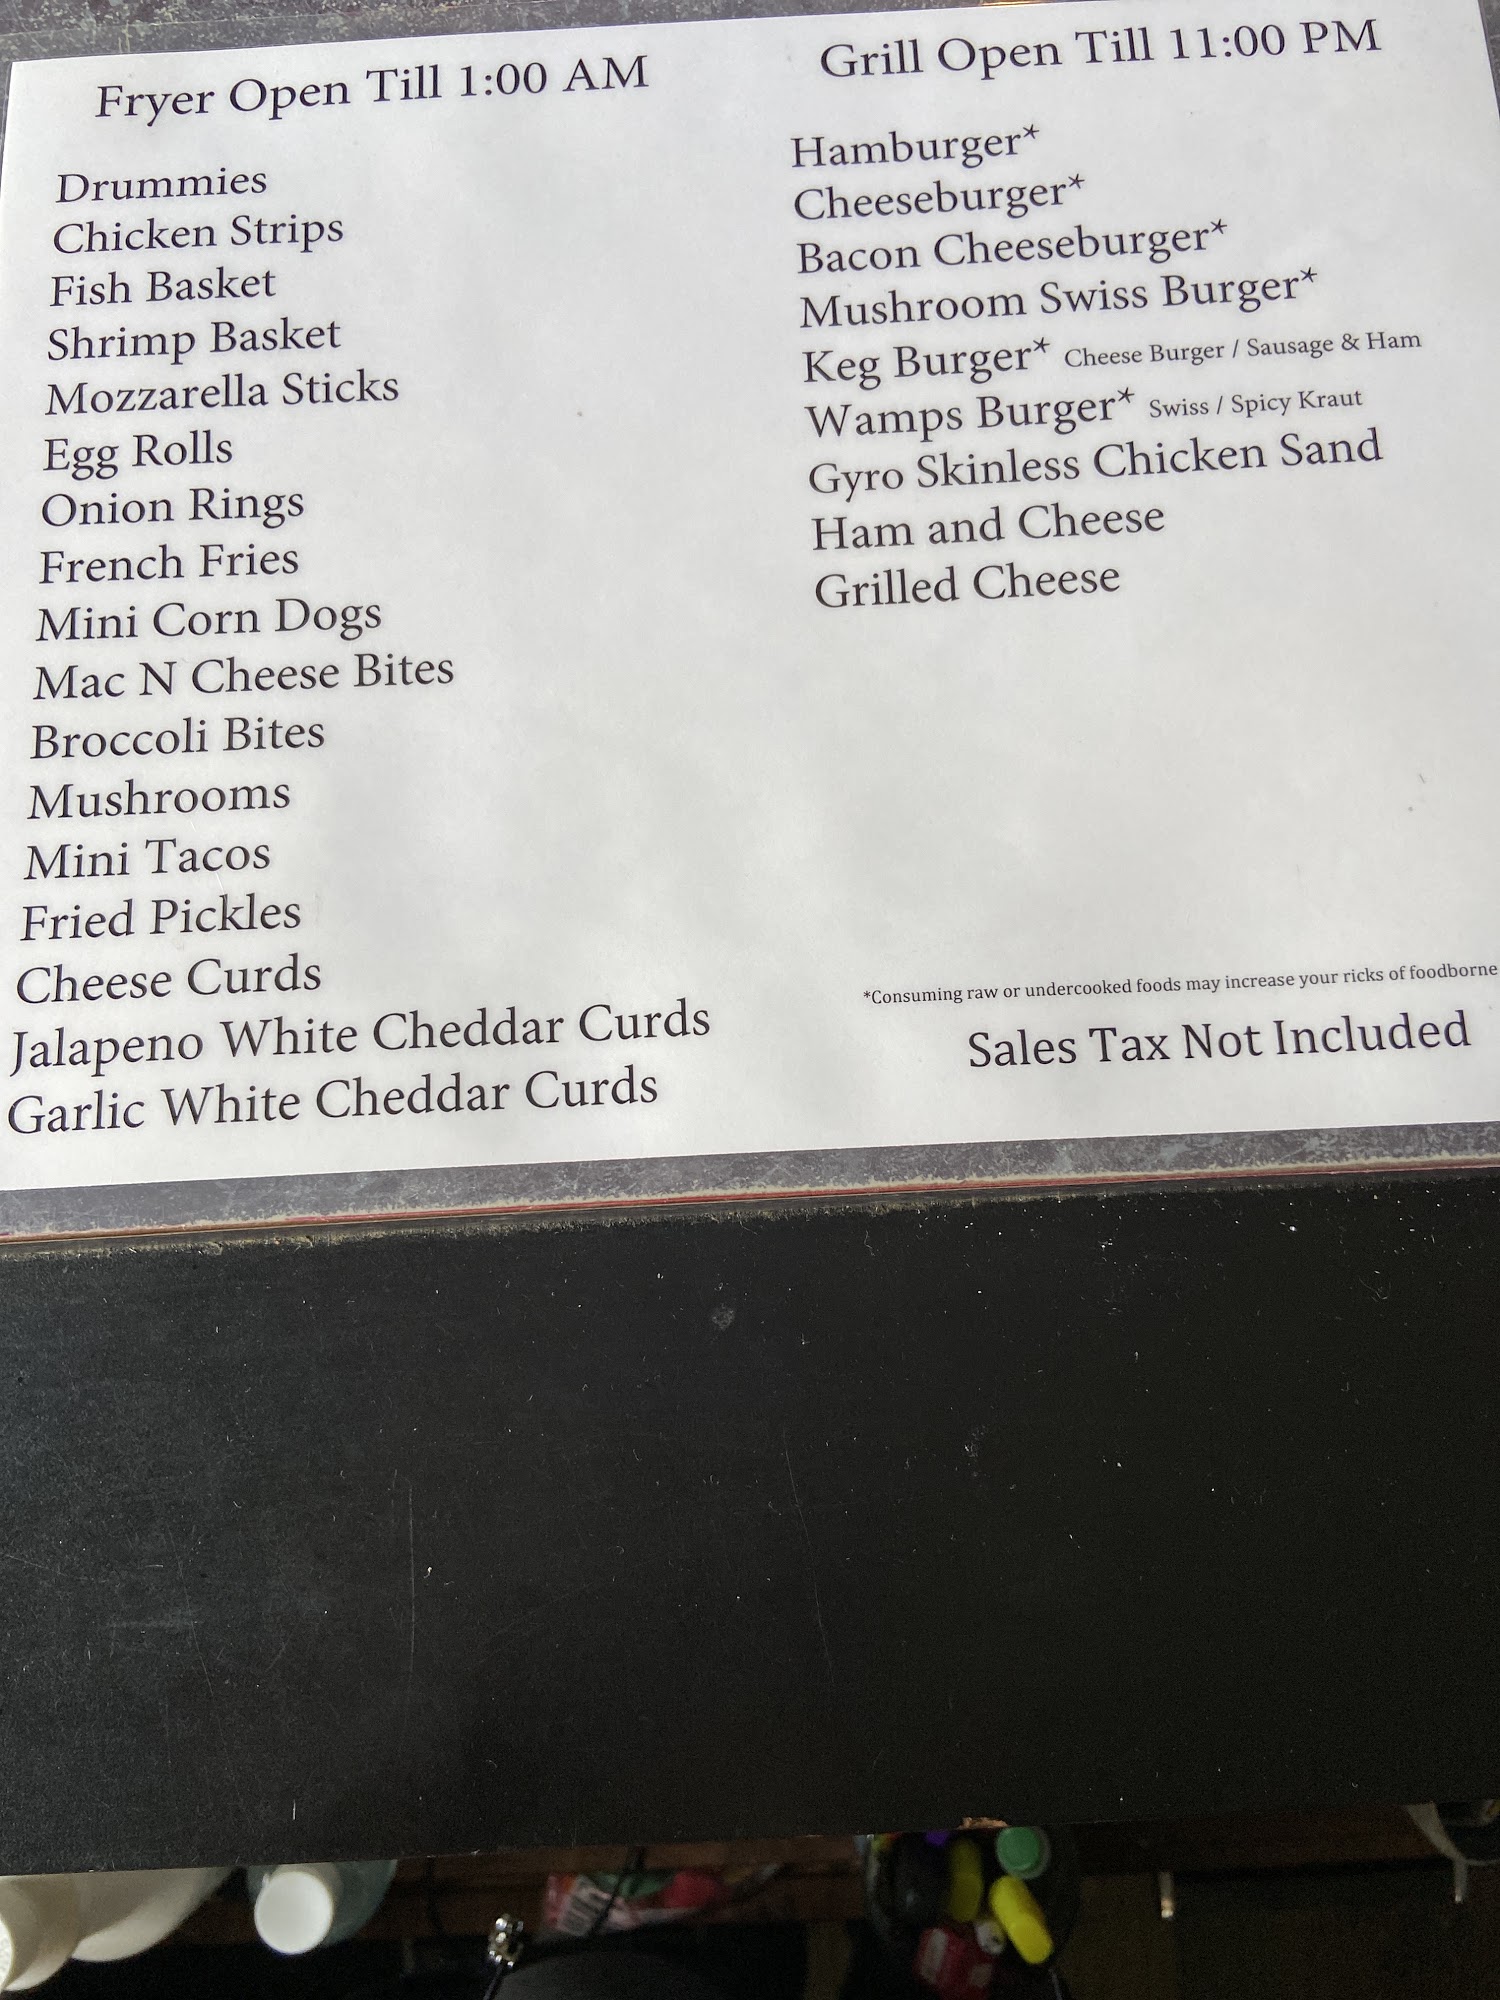 Fryer Open Till 1:00 AM
Drummies
Chicken Strips
Fish Basket
Shrimp Basket
Mozzarella Sticks
Egg Rolls
Onion Rings
French Fries
Mini Corn Dogs
Mac N Cheese Bites
Broccoli Bites
Mushrooms
Mini Tacos
Fried Pickles
Cheese Curds
Jalapeno White Cheddar Curds
Garlic White Cheddar Curds
Grill Open Till 11:00 PM
Hamburger*
Cheeseburger*
Bacon Cheeseburger*
Mushroom Swiss Burger*
Keg Burger* Cheese Burger / Sausage & Ham
Wamps Burger* Swiss / Spicy Kraut
Gyro Skinless Chicken Sand
Ham and Cheese
Grilled Cheese
*Consuming raw or undercooked foods may increase your ricks of foodborne
Sales Tax Not Included